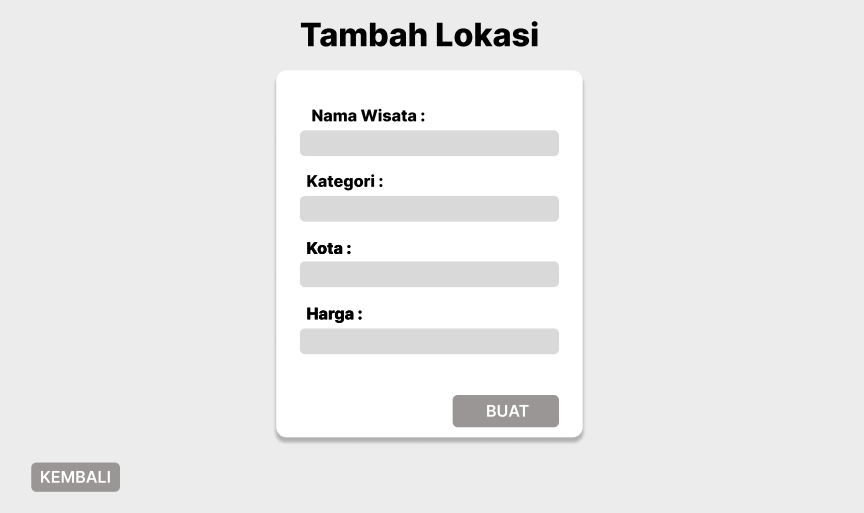 Tambah Lokasi
Nama Wisata :
Kategori :
Kota :
Harga :
BUAT
KEMBALI